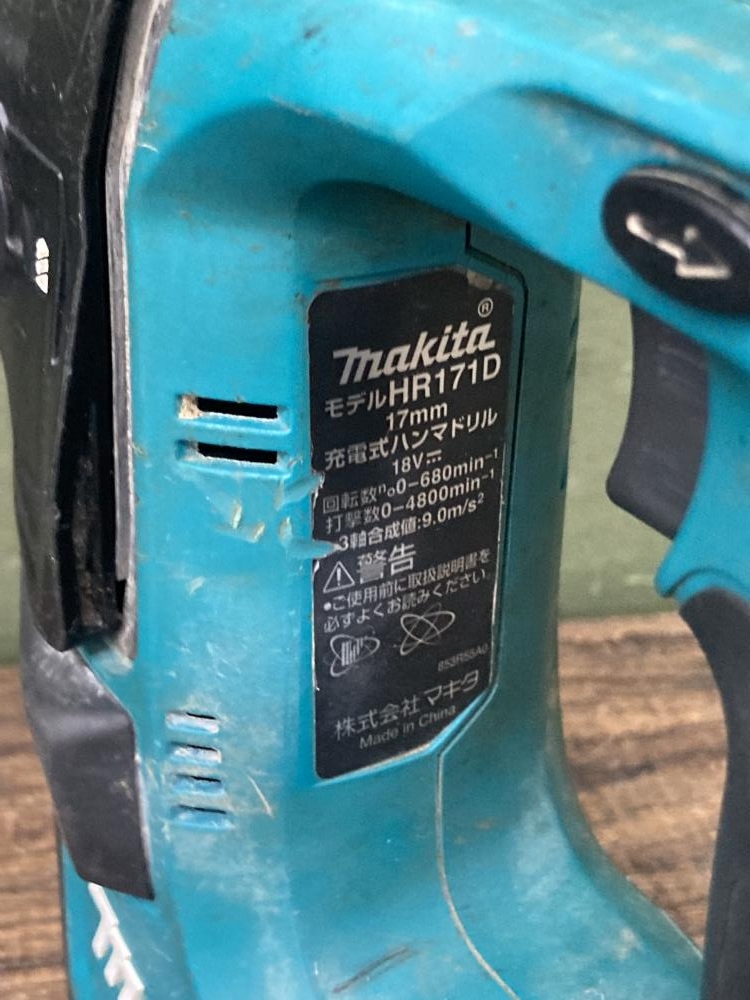 makita®
モデルHR171D
17mm
充電式ハンマドリル
18V⎓
回転数n₀0-680min⁻¹
打撃数0-4800min⁻¹
3軸合成値:9.0m/s²
⚠警告
•ご使用前に取扱説明書を
必ずよくお読みください。
853R58A0
株式会社マキタ
Made in China